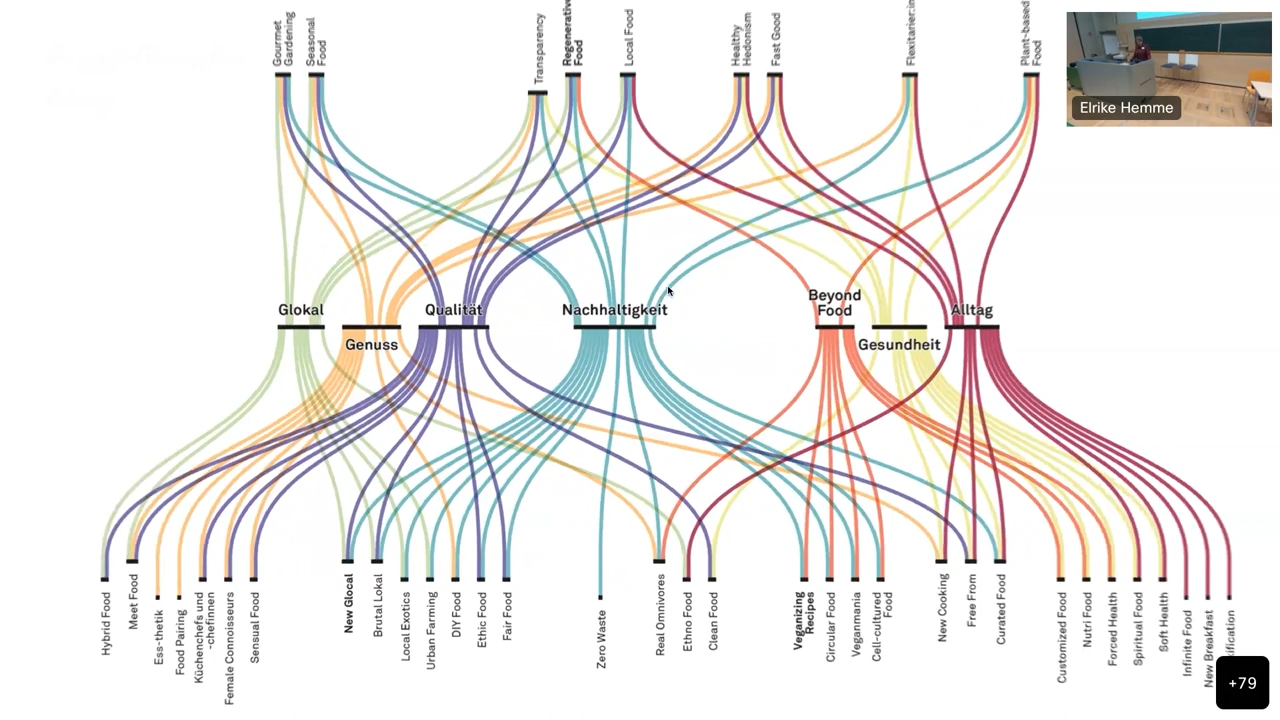 Gourmet
Gardening
Seasonal
Food
Transparency
Regenerative
Food
Local Food
Healthy
Hedonism
Fast Good
Flexitarier:in
Plant-based
Food
Elrike Hemme
Glokal
Genuss
Qualität
Nachhaltigkeit
Beyond
Food
Gesundheit
Alltag
Hybrid Food
Meet Food
Ess-thetik
Food Pairing
Küchenchefs und
-chefinnen
Female Connoisseurs
Sensual Food
New Glocal
Brutal Lokal
Local Exotics
Urban Farming
DIY Food
Ethic Food
Fair Food
Zero Waste
Real Omnivores
Ethno Food
Clean Food
Veganizing
Recipes
Circular Food
Veganmania
Cell-cultured
Food
New Cooking
Free From
Curated Food
Customized Food
Nutri Food
Forced Health
Spiritual Food
Soft Health
Infinite Food
New Breakfast
+79